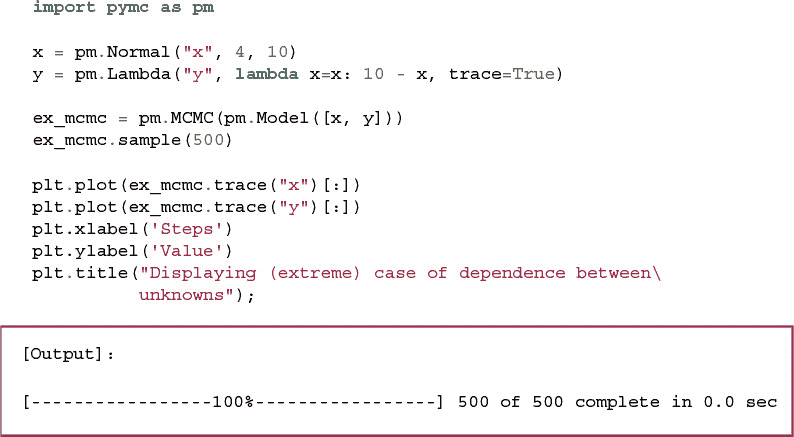 import pymc as pm
x = pm.Normal("x", 4, 10)
y = pm.Lambda("y", lambda x=x: 10 - x, trace=True)
ex_mcmc = pm.MCMC(pm.Model([x, y]))
ex_mcmc.sample(500)
plt.plot(ex_mcmc.trace("x")[:])
plt.plot(ex_mcmc.trace("y")[:])
plt.xlabel('Steps')
plt.ylabel('Value')
plt.title("Displaying (extreme) case of dependence between\
unknowns");
[Output]:
[-----------------100%-----------------] 500 of 500 complete in 0.0 sec